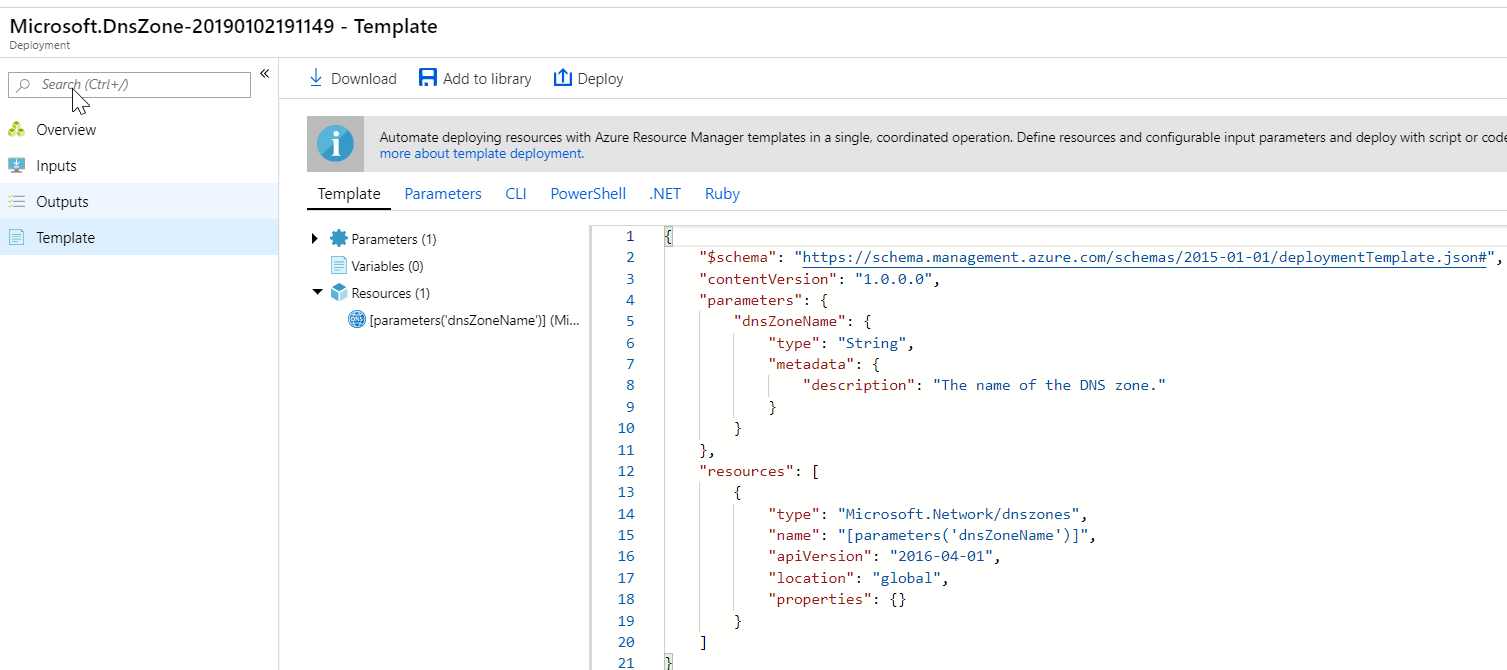 Microsoft.DnsZone-20190102191149 - Template
Deployment
Search (Ctrl+/)
«
Overview
Inputs
Outputs
Template
Download Add to library Deploy
Automate deploying resources with Azure Resource Manager templates in a single, coordinated operation. Define resources and configurable input parameters and deploy with script or code
more about template deployment.
Template Parameters CLI PowerShell .NET Ruby
Parameters (1)
Variables (0)
Resources (1)
DNS [parameters('dnsZoneName')] (Mi...
1 {
2 "$schema": "https://schema.management.azure.com/schemas/2015-01-01/deploymentTemplate.json#",
3 "contentVersion": "1.0.0.0",
4 "parameters": {
5 "dnsZoneName": {
6 "type": "String",
7 "metadata": {
8 "description": "The name of the DNS zone."
9 }
10 }
11 },
12 "resources": [
13 {
14 "type": "Microsoft.Network/dnszones",
15 "name": "[parameters('dnsZoneName')]",
16 "apiVersion": "2016-04-01",
17 "location": "global",
18 "properties": {}
19 }
20 ]
21 }